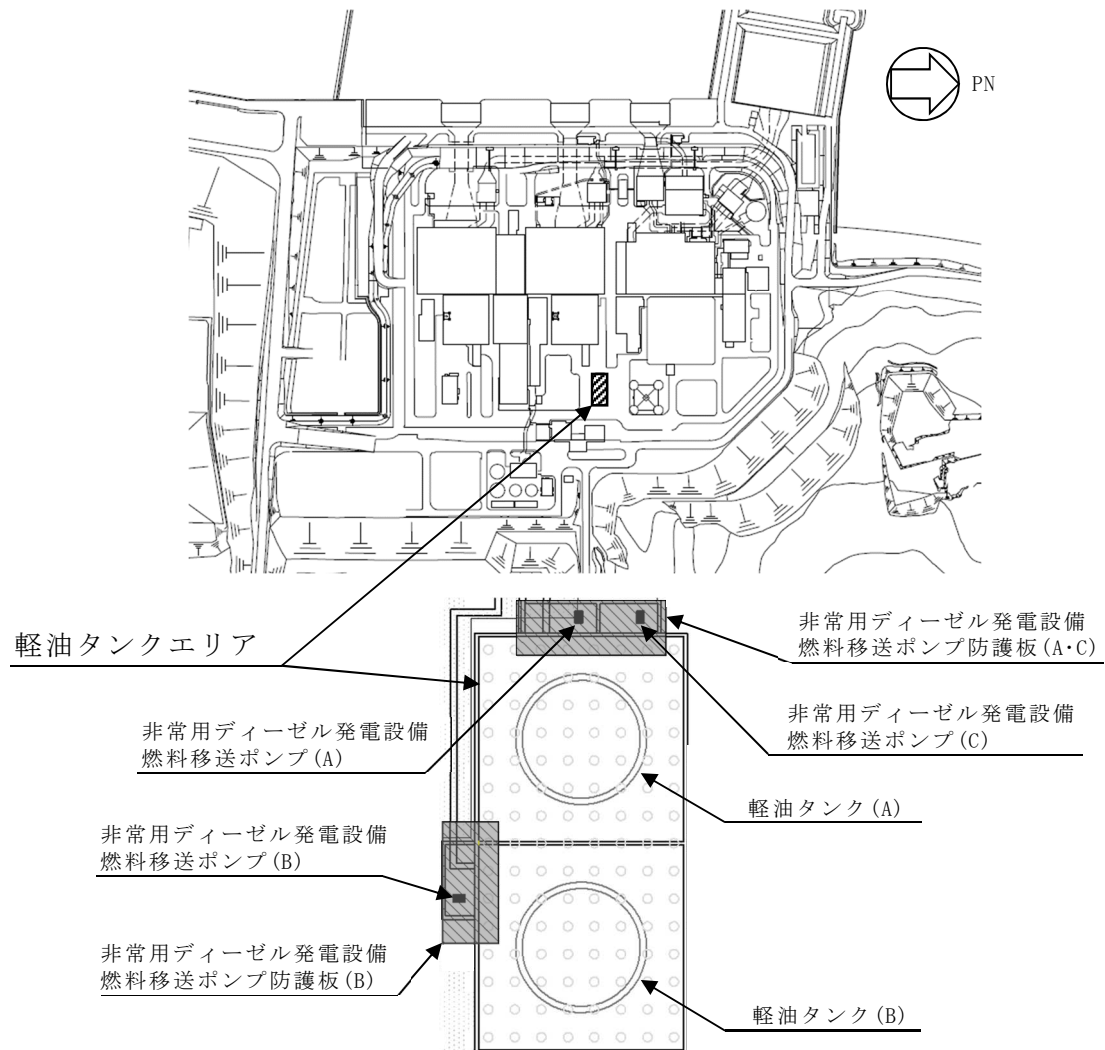 PN
軽油タンクエリア
非常用ディーゼル発電設備
燃料移送ポンプ防護板(A･C)
非常用ディーゼル発電設備
燃料移送ポンプ(A)
非常用ディーゼル発電設備
燃料移送ポンプ(C)
軽油タンク(A)
非常用ディーゼル発電設備
燃料移送ポンプ(B)
非常用ディーゼル発電設備
燃料移送ポンプ防護板(B)
軽油タンク(B)